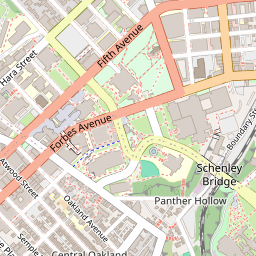 Hara Street
Fifth Avenue
Forbes Avenue
Boundary St
Atwood Street
Schenley
Bridge
Oakland Avenue
Panther Hollow
Semple
Central Oakland